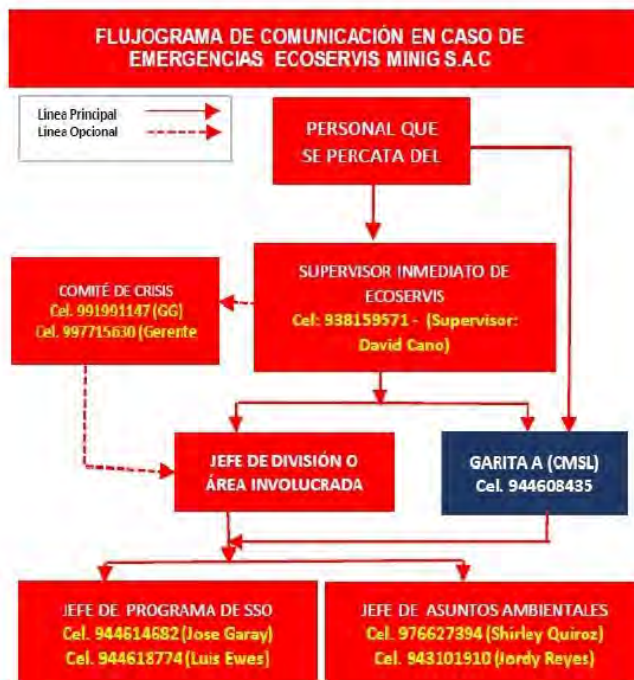 FLUJOGRAMA DE COMUNICACIÓN EN CASO DE
EMERGENCIAS ECOSERVIS MINIG S.A.C
Linea Principal
Linea Opcional
PERSONAL QUE
SE PERCATA DEL
SUPERVISOR INMEDIATO DE
ECOSERVIS
Cel: 938159571 - (Supervisor:
David Cano)
COMITÉ DE CRISIS
Cel. 991991147 (GG)
Cel. 997715630 (Gerente
JEFE DE DIVISIÓN O
ÁREA INVOLUCRADA
GARITA A (CMSL)
Cel. 944608435
JEFE DE PROGRAMA DE SSO
Cel. 944614682 (Jose Garay)
Cel. 944618774 (Luis Ewes)
JEFE DE ASUNTOS AMBIENTALES
Cel. 976627394 (Shirley Quiroz)
Cel. 943101910 (Jordy Reyes)